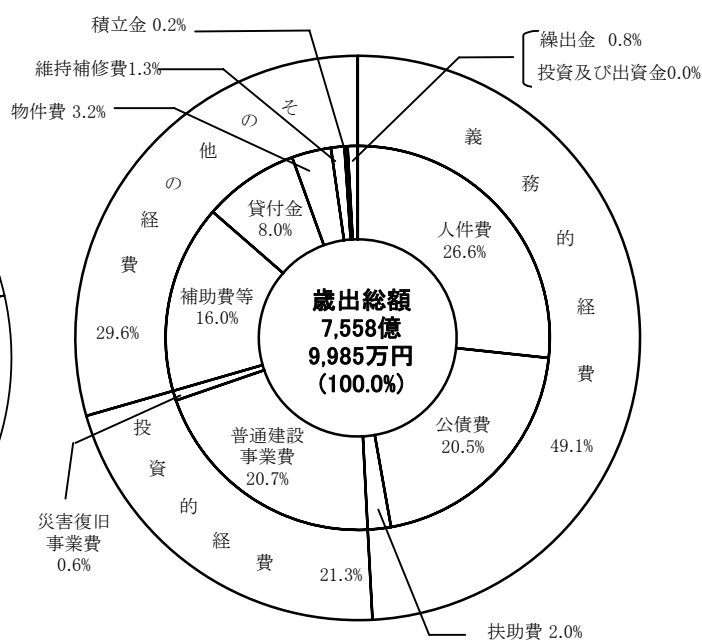 積立金 0.2%
維持補修費1.3%
物件費 3.2%
繰出金 0.8%
投資及び出資金0.0%
義務的経費
49.1%
人件費
26.6%
公債費
20.5%
扶助費 2.0%
投資的経費
21.3%
普通建設
事業費
20.7%
災害復旧
事業費
0.6%
その他の経費
29.6%
補助費等
16.0%
貸付金
8.0%
歳出総額
7,558億
9,985万円
(100.0%)